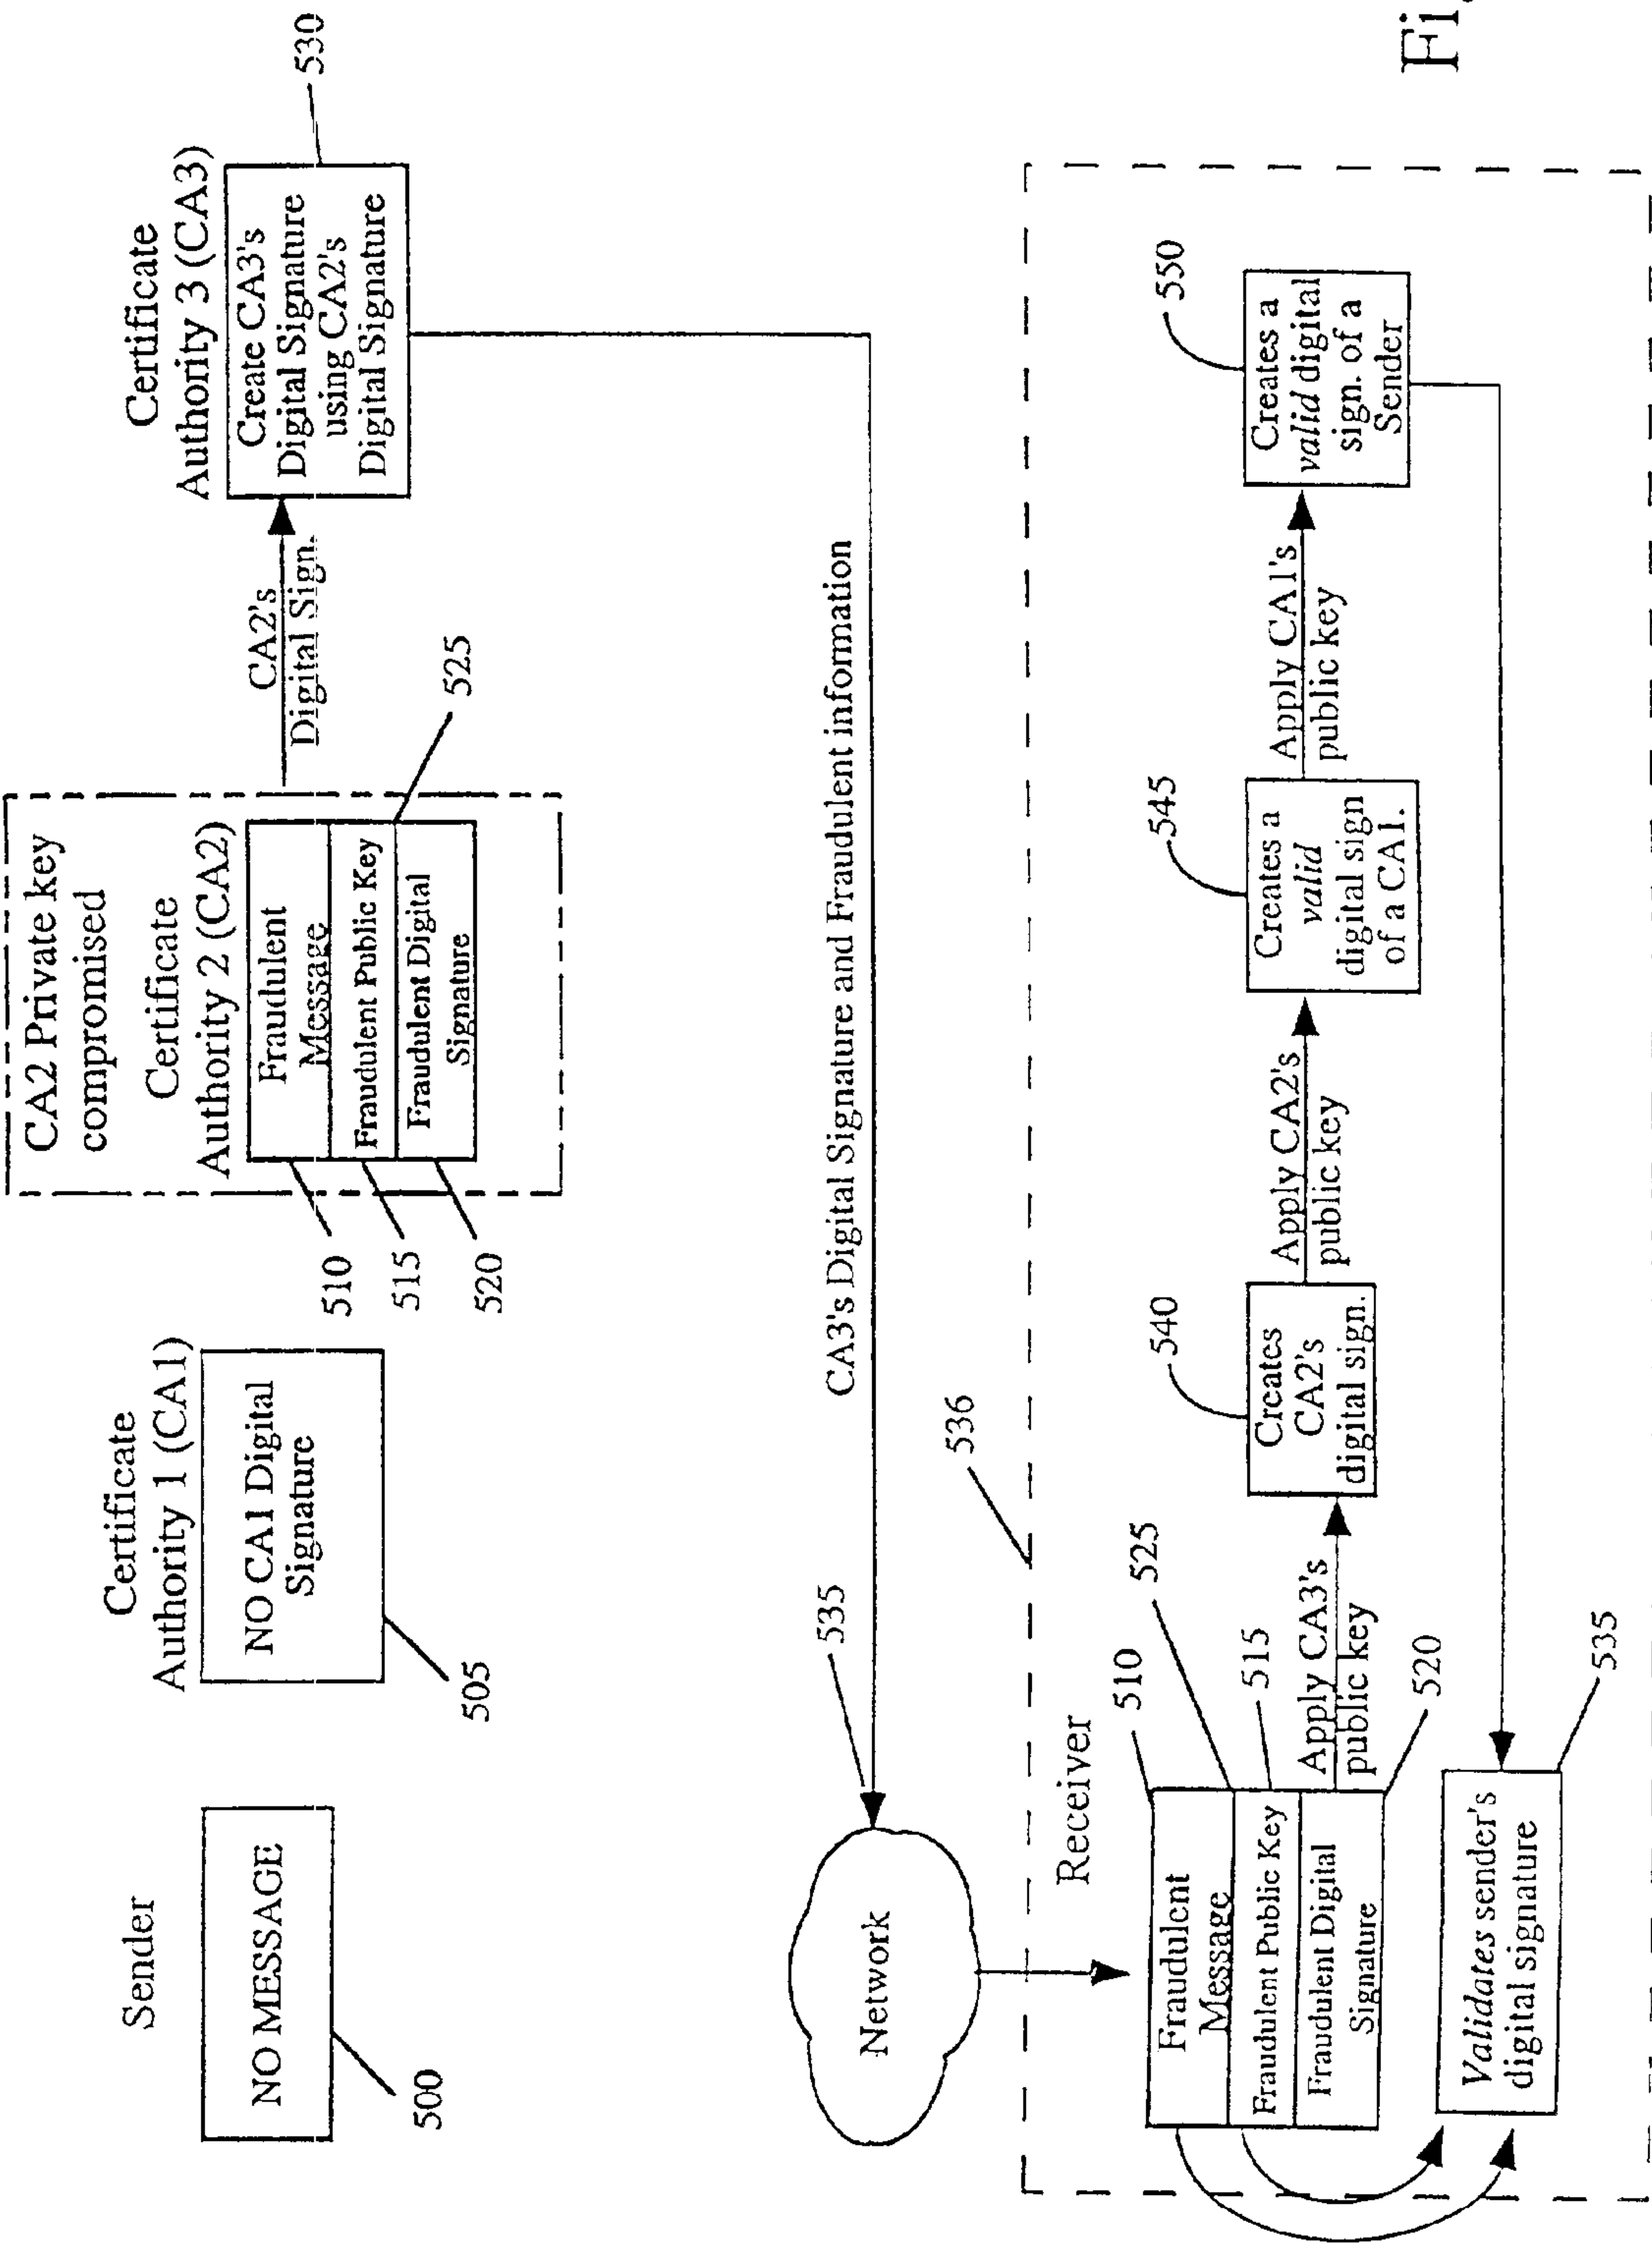 Sender
NO MESSAGE
500
Certificate
Authority 1 (CA1)
NO CA1 Digital
Signature
505
CA2 Private key
compromised
Certificate
Authority 2 (CA2)
Fraudulent
Message
Fraudulent Public Key
Fraudulent Digital
Signature
510
515
520
525
CA2's
Digital Sign.
Certificate
Authority 3 (CA3)
Create CA3's
Digital Signature
using CA2's
Digital Signature
530
CA3's Digital Signature and Fraudulent information
535
Network
536
Receiver
510
525
515
520
Fraudulent
Message
Fraudulent Public Key
Fraudulent Digital
Signature
Apply CA3's
public key
540
Creates
CA2's
digital sign.
Apply CA2's
public key
545
Creates a
valid
digital sign
of a CA1.
Apply CA1's
public key
550
Creates a
valid digital
sign. of a
Sender
Validates sender's
digital signature
535